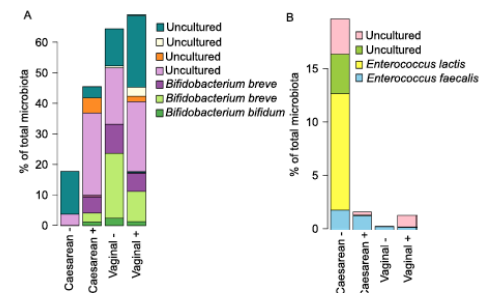 A
% of total microbiota
60
50
40
30
20
10
0
Caesarean -
Caesarean +
Vaginal -
Vaginal +
Uncultured
Uncultured
Uncultured
Uncultured
Bifidobacterium breve
Bifidobacterium breve
Bifidobacterium bifidum
B
% of total microbiota
15
10
5
0
Caesarean -
Caesarean +
Vaginal -
Vaginal +
Uncultured
Uncultured
Enterococcus lactis
Enterococcus faecalis